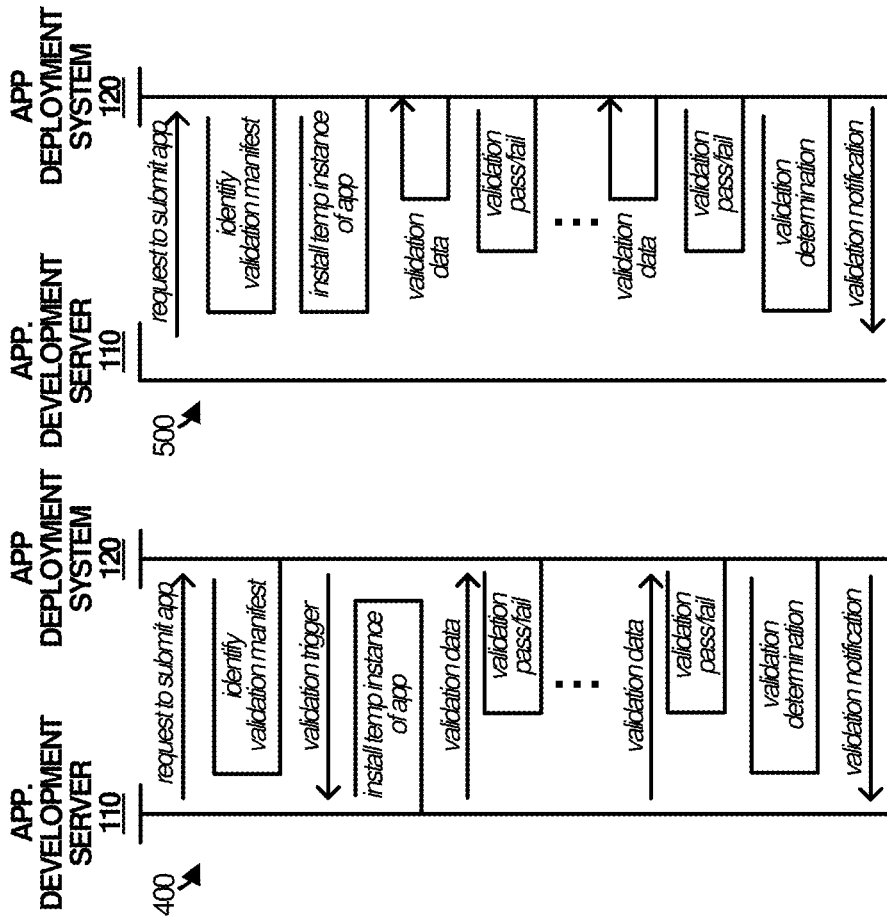 400
APP.
DEVELOPMENT
SERVER
110
APP
DEPLOYMENT
SYSTEM
120
request to submit app
identify
validation manifest
validation trigger
install temp instance
of app
validation data
validation
pass/fail
...
validation data
validation
pass/fail
validation
determination
validation notification
500
APP.
DEVELOPMENT
SERVER
110
APP
DEPLOYMENT
SYSTEM
120
request to submit app
identify
validation manifest
install temp instance
of app
validation
data
validation
pass/fail
...
validation
data
validation
pass/fail
validation
determination
validation notification